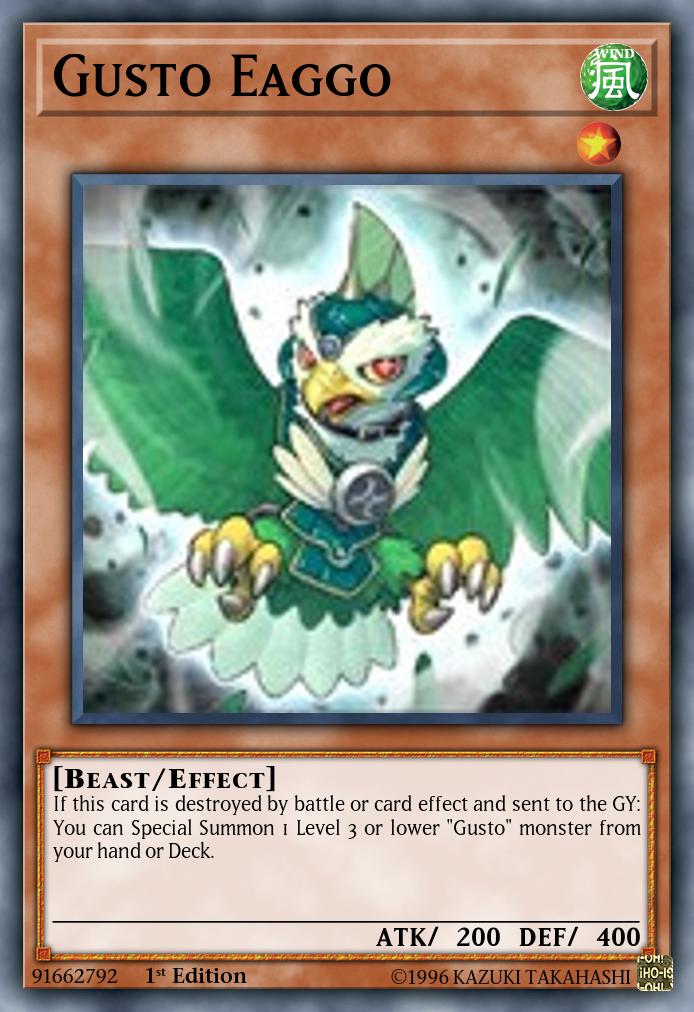 Gusto Eaggo
WIND
風
[Beast/Effect]
If this card is destroyed by battle or card effect and sent to the GY:
You can Special Summon 1 Level 3 or lower "Gusto" monster from
your hand or Deck.
ATK/ 200 DEF/ 400
91662792 1st Edition ©1996 KAZUKI TAKAHASHI